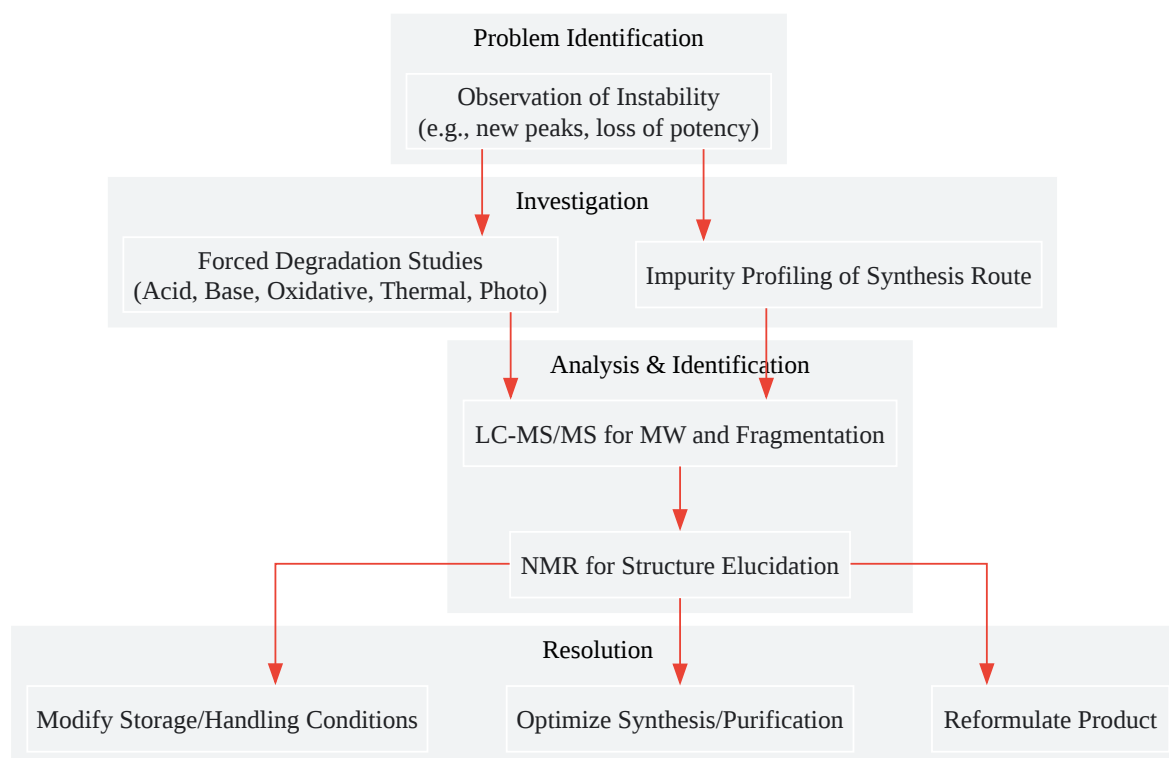 Problem Identification
Observation of Instability
(e.g., new peaks, loss of potency)
Investigation
Forced Degradation Studies
(Acid, Base, Oxidative, Thermal, Photo)
Impurity Profiling of Synthesis Route
Analysis & Identification
LC-MS/MS for MW and Fragmentation
NMR for Structure Elucidation
Resolution
Modify Storage/Handling Conditions
Optimize Synthesis/Purification
Reformulate Product